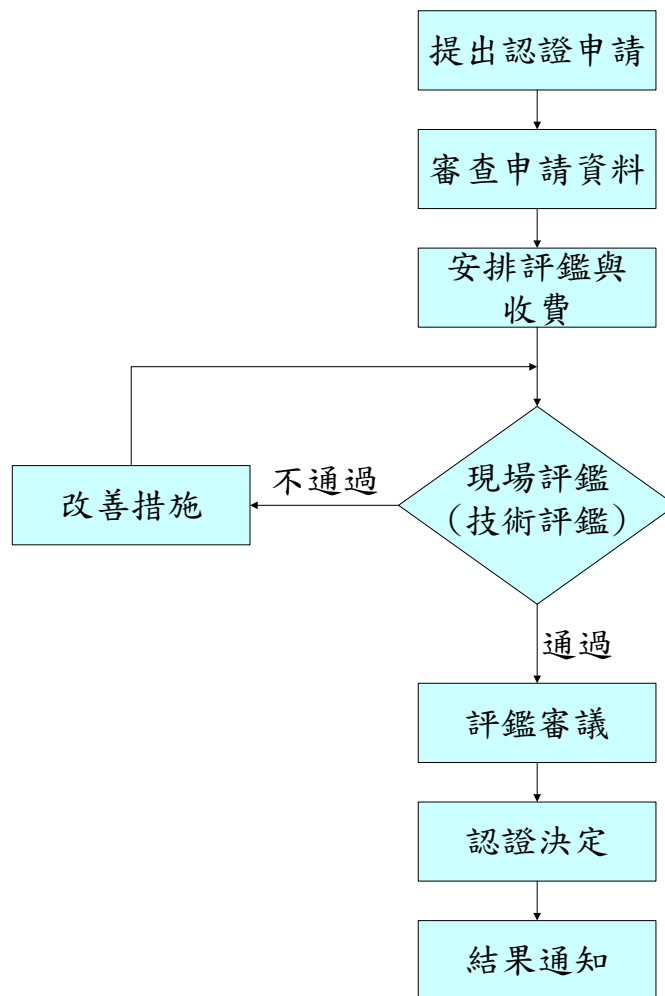 提出認證申請
審查申請資料
安排評鑑與
收費
現場評鑑
（技術評鑑）
不通過
改善措施
通過
評鑑審議
認證決定
結果通知